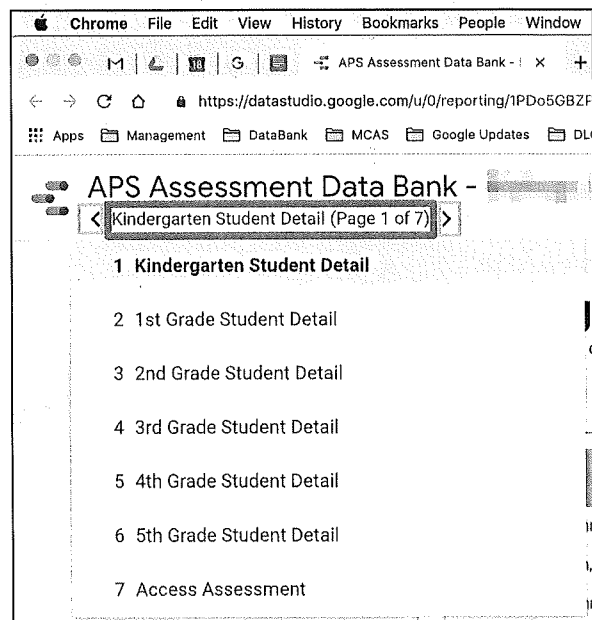 Chrome File Edit View History Bookmarks People Window
M 18 G APS Assessment Data Bank - × +
https://datastudio.google.com/u/0/reporting/1PDo5GBZF
Apps Management DataBank MCAS Google Updates
APS Assessment Data Bank -
< Kindergarten Student Detail (Page 1 of 7) >
1 Kindergarten Student Detail
2 1st Grade Student Detail
3 2nd Grade Student Detail
4 3rd Grade Student Detail
5 4th Grade Student Detail
6 5th Grade Student Detail
7 Access Assessment